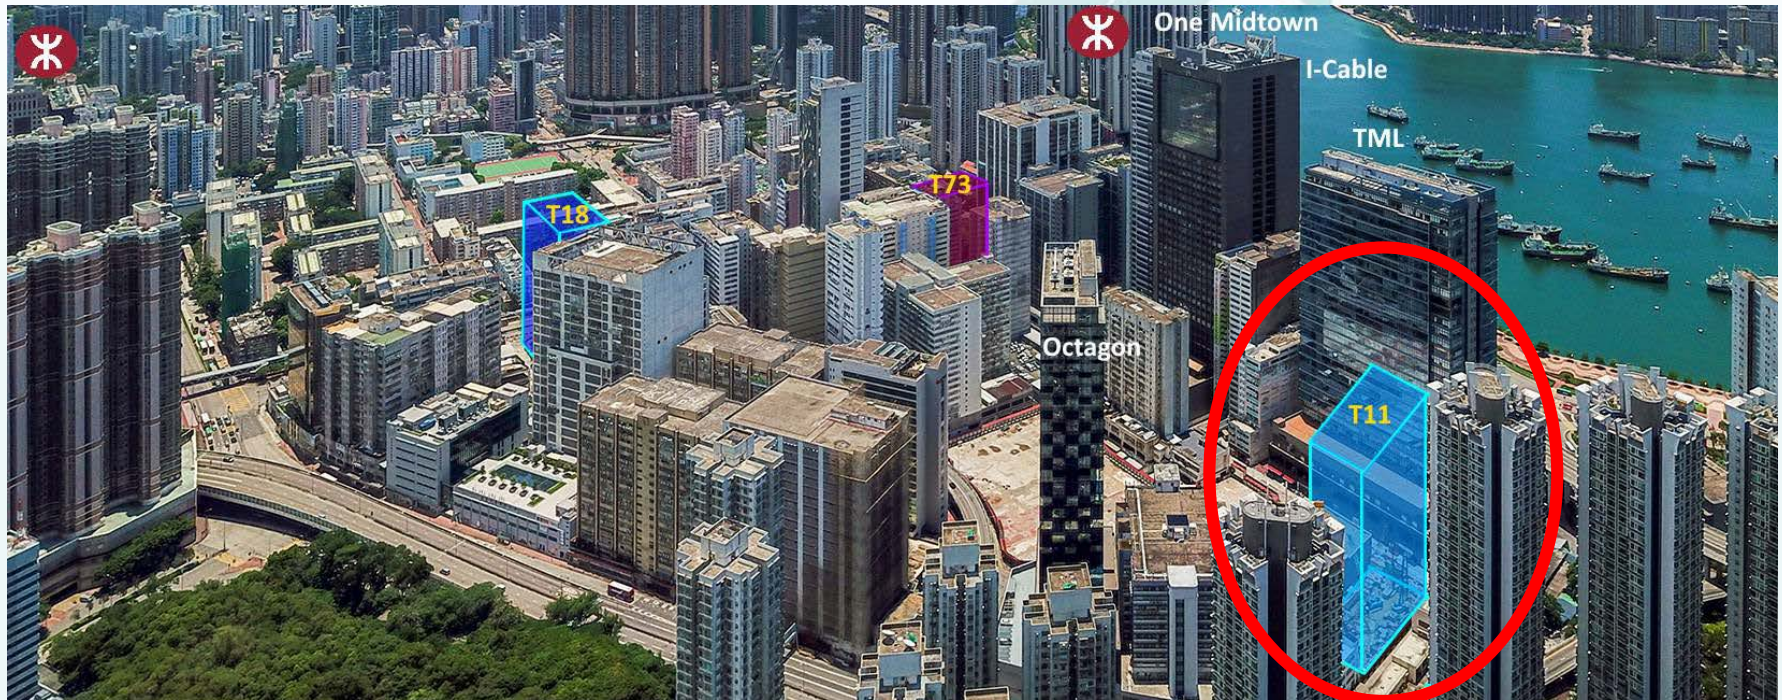 One Midtown
I-Cable
TML
T73
T18
Octagon
T11